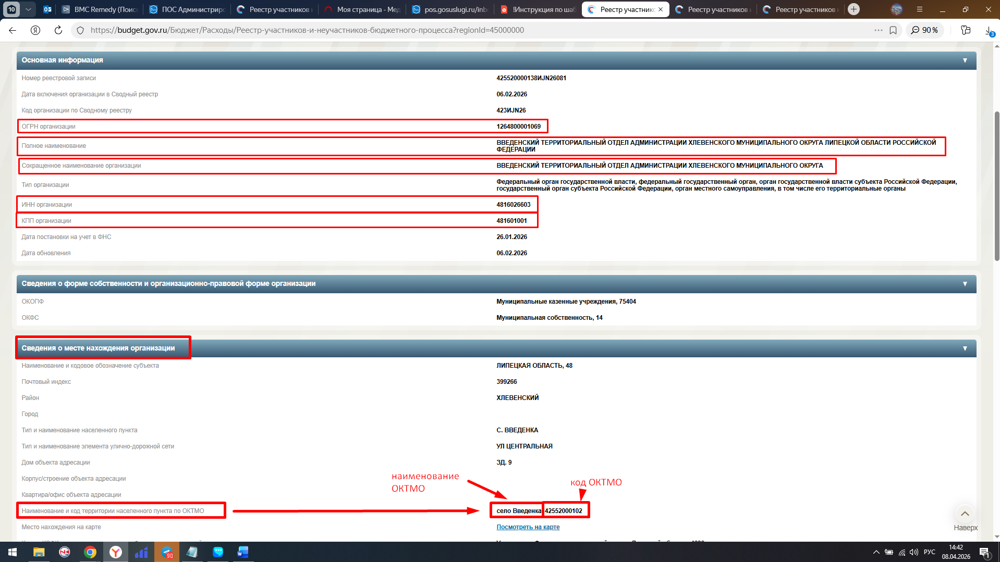 10
BMC Remedy (Поиск
ПОС Администрир
Реестр участников и
Моя страница - Мед
pos.gosuslugi.ru/inb
!Инструкция по шаб
Реестр участнико
Реестр участников и
Реестр участников и
https://budget.gov.ru/Бюджет/Расходы/Реестр-участников-и-неучастников-бюджетного-процесса?regionId=45000000
90 %
3
Основная информация
Номер реестровой записи 425520000138ИJN26081
Дата включения организации в Сводный реестр 06.02.2026
Код организации по Сводному реестру 423ИJN26
ОГРН организации 1264800001069
Полное наименование ВВЕДЕНСКИЙ ТЕРРИТОРИАЛЬНЫЙ ОТДЕЛ АДМИНИСТРАЦИИ ХЛЕВЕНСКОГО МУНИЦИПАЛЬНОГО ОКРУГА ЛИПЕЦКОЙ ОБЛАСТИ РОССИЙСКОЙ
ФЕДЕРАЦИИ
Сокращенное наименование организации ВВЕДЕНСКИЙ ТЕРРИТОРИАЛЬНЫЙ ОТДЕЛ АДМИНИСТРАЦИИ ХЛЕВЕНСКОГО МУНИЦИПАЛЬНОГО ОКРУГА
Тип организации Федеральный орган государственной власти, федеральный государственный орган, орган государственной власти субъекта Российской Федерации,
государственный орган субъекта Российской Федерации, орган местного самоуправления, в том числе его территориальные органы
ИНН организации 4816026603
КПП организации 481601001
Дата постановки на учет в ФНС 26.01.2026
Дата обновления 06.02.2026
Сведения о форме собственности и организационно-правовой форме организации
ОКОПФ Муниципальные казенные учреждения, 75404
ОКФС Муниципальная собственность, 14
Сведения о месте нахождения организации
Наименование и кодовое обозначение субъекта ЛИПЕЦКАЯ ОБЛАСТЬ, 48
Почтовый индекс 399266
Район ХЛЕВЕНСКИЙ
Город
Тип и наименование населенного пункта С. ВВЕДЕНКА
Тип и наименование элемента улично-дорожной сети УЛ ЦЕНТРАЛЬНАЯ
Дом объекта адресации ЗД. 9
Корпус/строение объекта адресации
наименование
ОКТМО
код ОКТМО
Квартира/офис объекта адресации
Наименование и код территории населенного пункта по ОКТМО село Введенка 42552000102
Место нахождения на карте Посмотреть на карте
Наверх
90
РУС
14:42
08.04.2026
1